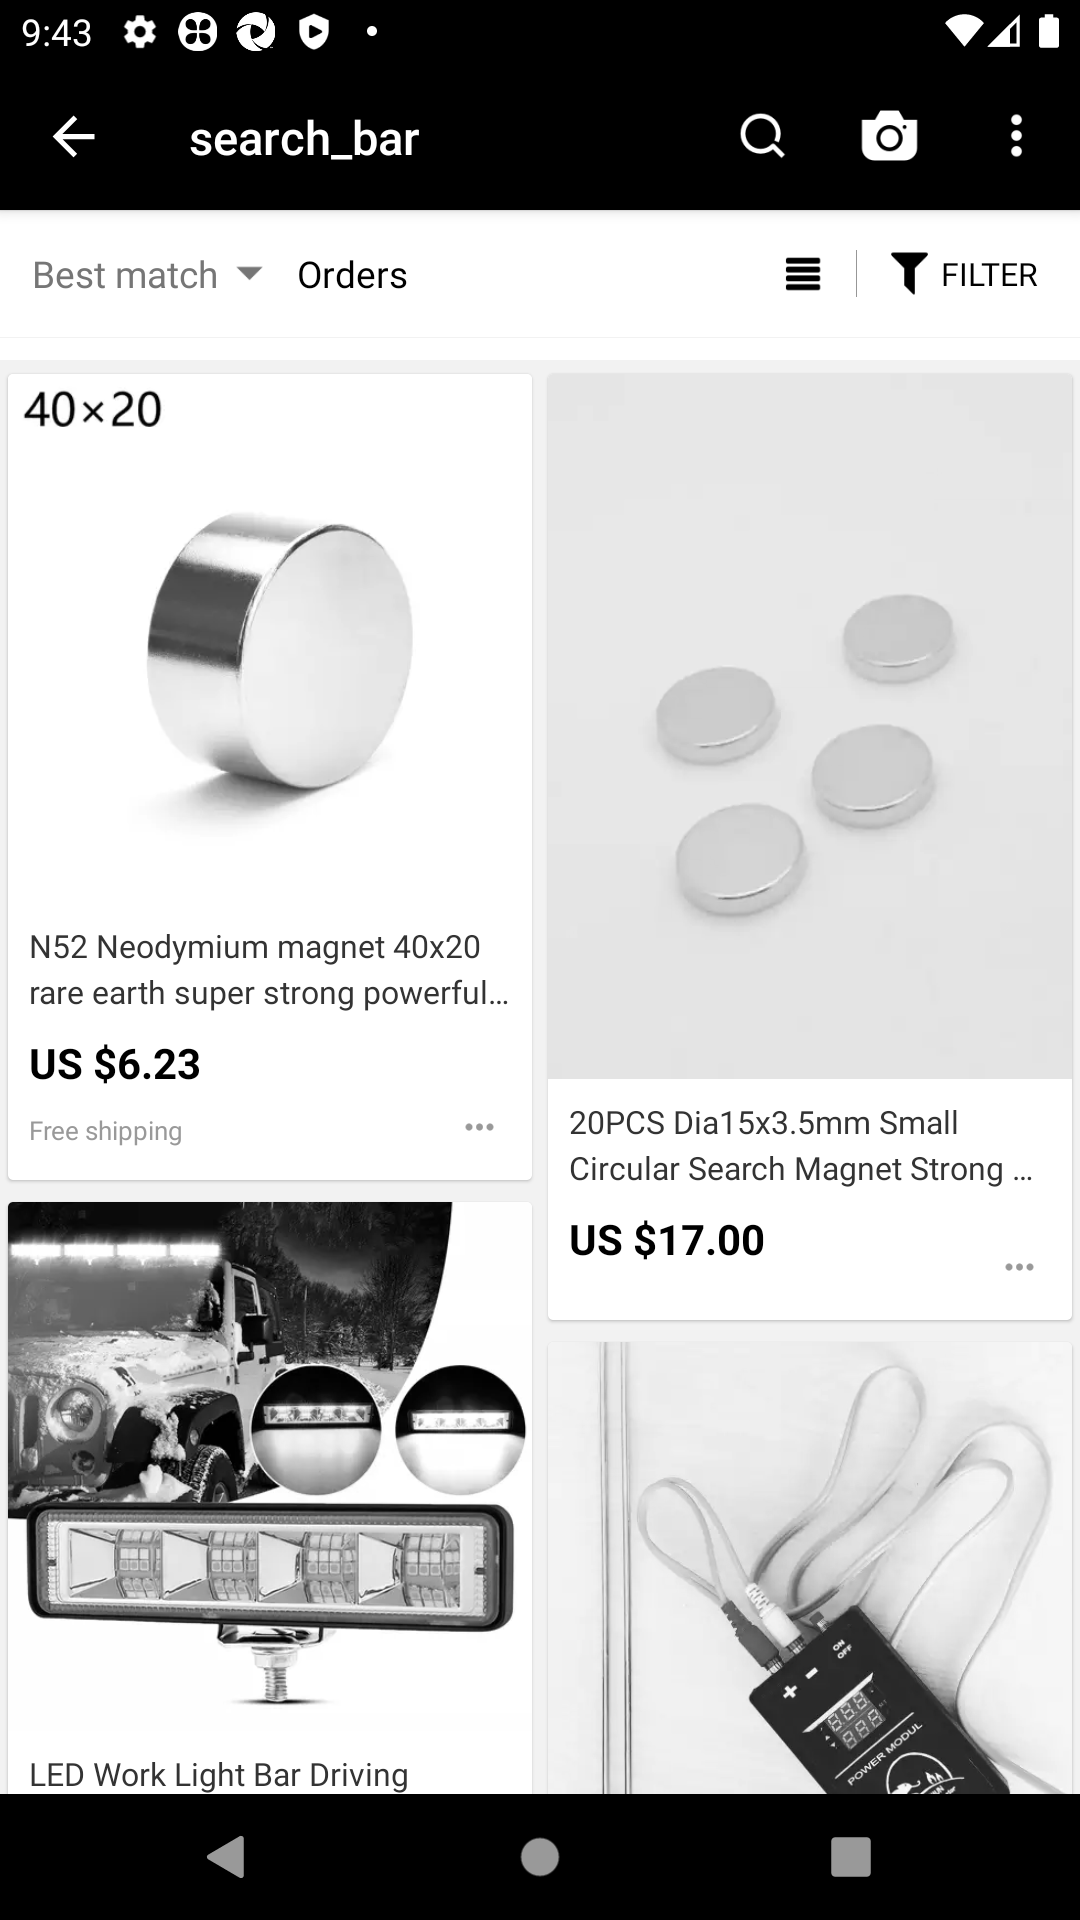 9:43
search_bar
Best match
Orders
FILTER
40×20
N52 Neodymium magnet 40x20
rare earth super strong powerful...
US $6.23
Free shipping
20PCS Dia15x3.5mm Small
Circular Search Magnet Strong ...
US $17.00
ON
OFF
POWER MODUL
LED Work Light Bar Driving